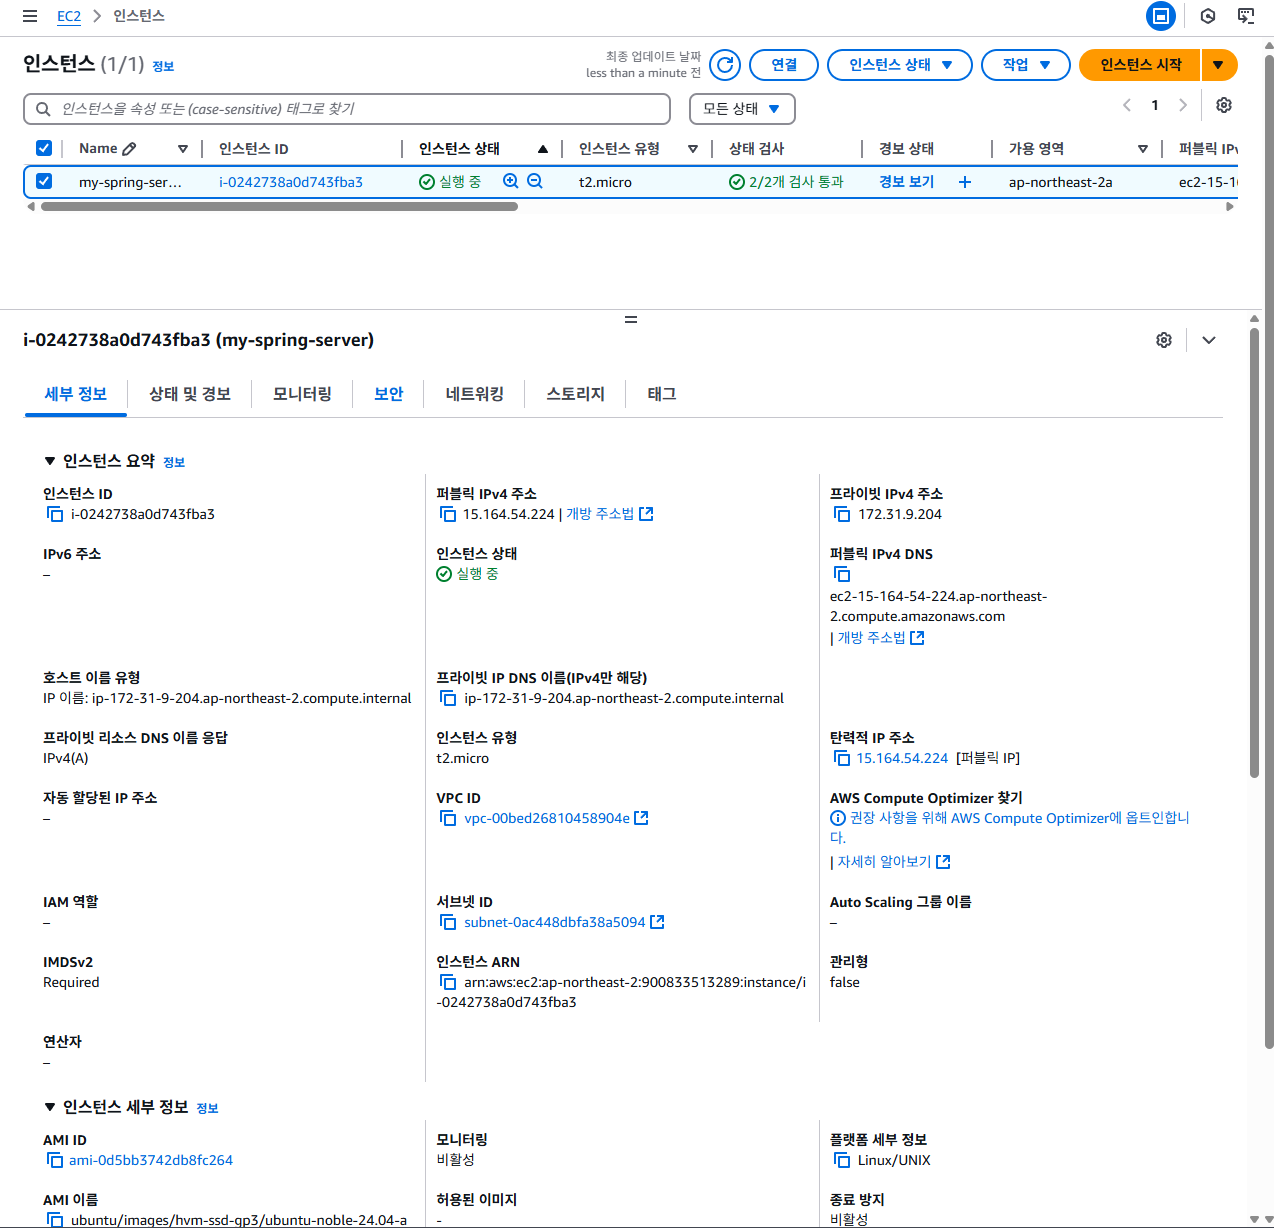 EC2 > 인스턴스
인스턴스 (1/1) 정보
최종 업데이트 날짜
less than a minute 전
연결
인스턴스 상태
작업
인스턴스 시작
인스턴스을 속성 또는 (case-sensitive) 태그로 찾기
모든 상태
1
Name 인스턴스 ID 인스턴스 상태 인스턴스 유형 상태 검사 경보 상태 가용 영역 퍼블릭 IPv
my-spring-ser... i-0242738a0d743fba3 실행 중 t2.micro 2/2개 검사 통과 경보 보기 + ap-northeast-2a ec2-15-1
i-0242738a0d743fba3 (my-spring-server)
세부 정보 상태 및 경보 모니터링 보안 네트워킹 스토리지 태그
인스턴스 요약 정보
인스턴스 ID
i-0242738a0d743fba3
퍼블릭 IPv4 주소
15.164.54.224 | 개방 주소법
프라이빗 IPv4 주소
172.31.9.204
IPv6 주소
–
인스턴스 상태
실행 중
퍼블릭 IPv4 DNS
ec2-15-164-54-224.ap-northeast-
2.compute.amazonaws.com
| 개방 주소법
호스트 이름 유형
IP 이름: ip-172-31-9-204.ap-northeast-2.compute.internal
프라이빗 IP DNS 이름(IPv4만 해당)
ip-172-31-9-204.ap-northeast-2.compute.internal
프라이빗 리소스 DNS 이름 응답
IPv4(A)
인스턴스 유형
t2.micro
탄력적 IP 주소
15.164.54.224 [퍼블릭 IP]
자동 할당된 IP 주소
–
VPC ID
vpc-00bed26810458904e
AWS Compute Optimizer 찾기
권장 사항을 위해 AWS Compute Optimizer에 옵트인합니
다.
| 자세히 알아보기
IAM 역할
–
서브넷 ID
subnet-0ac448dbfa38a5094
Auto Scaling 그룹 이름
–
IMDSv2
Required
인스턴스 ARN
arn:aws:ec2:ap-northeast-2:900833513289:instance/i
-0242738a0d743fba3
관리형
false
연산자
–
인스턴스 세부 정보 정보
AMI ID
ami-0d5bb3742db8fc264
모니터링
비활성
플랫폼 세부 정보
Linux/UNIX
AMI 이름
ubuntu/images/hvm-ssd-gp3/ubuntu-noble-24.04-a
허용된 이미지
-
종료 방지
비활성